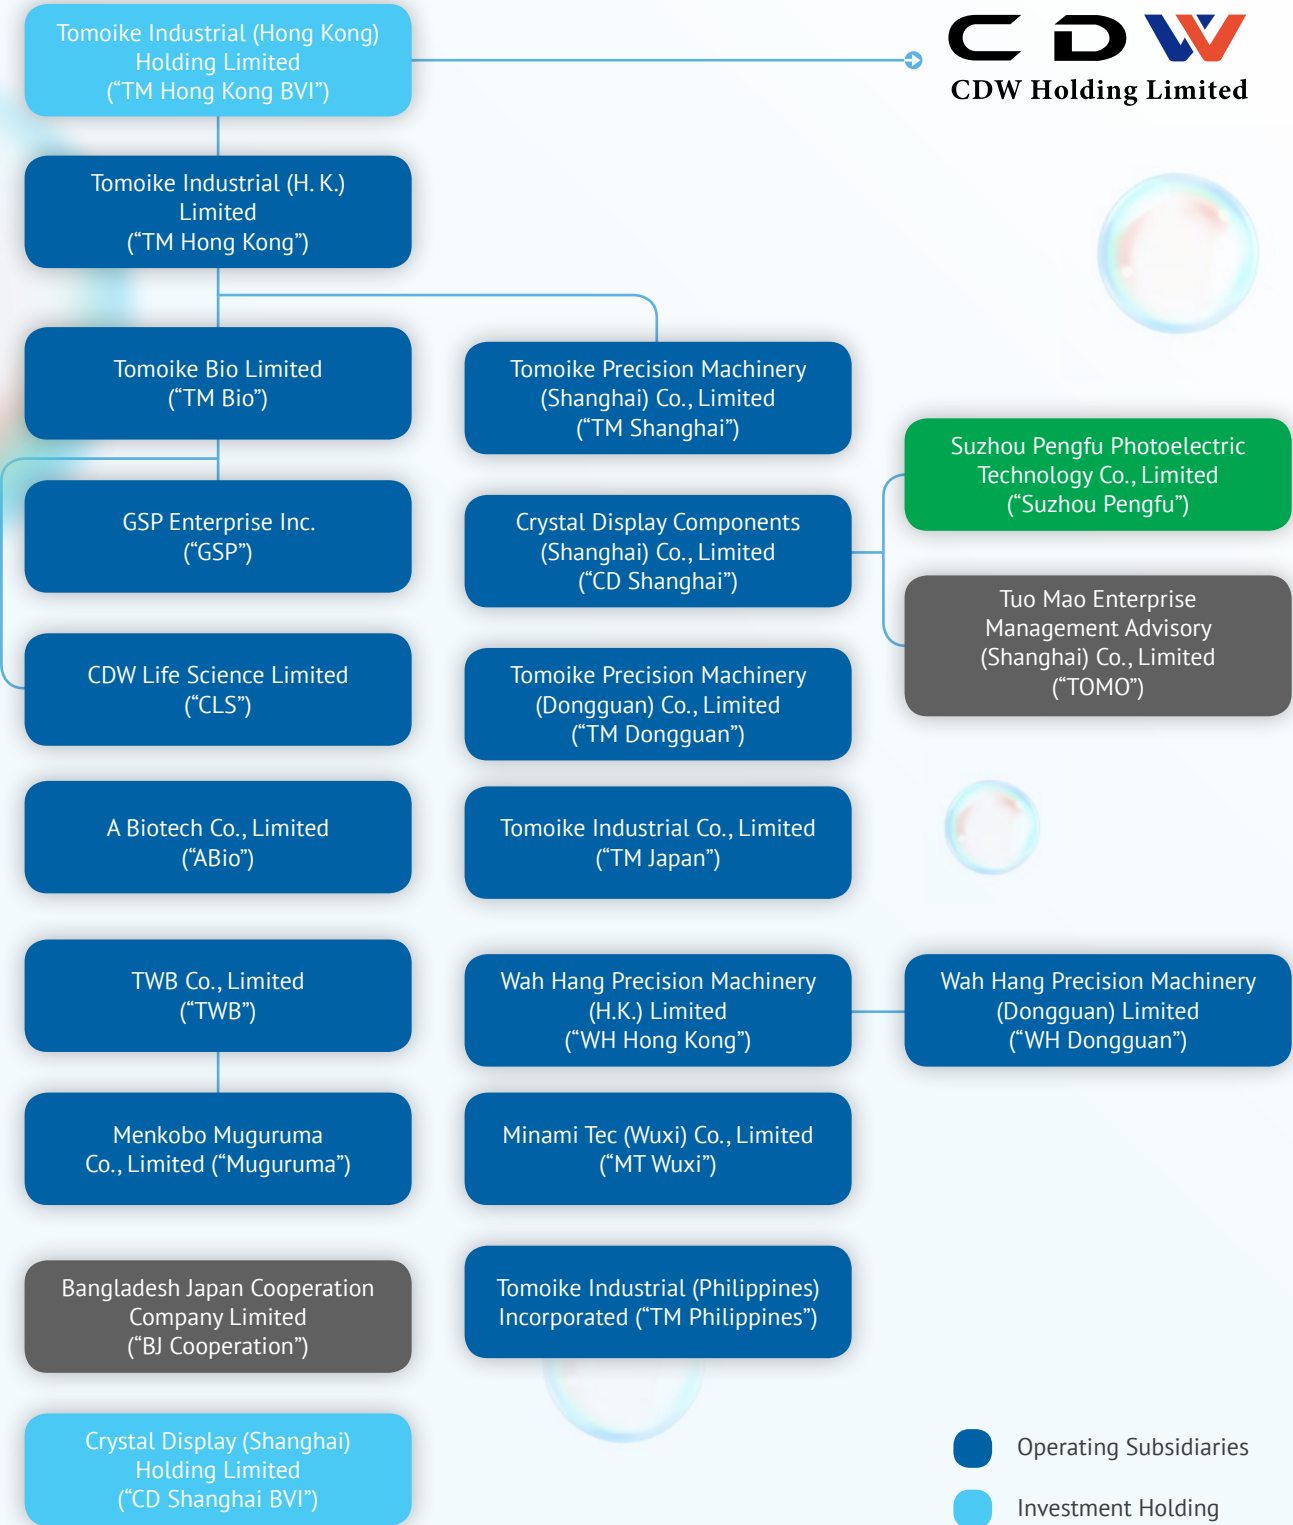 Tomoike Industrial (Hong Kong)
Holding Limited
(“TM Hong Kong BVI”)
CDW
CDW Holding Limited
Tomoike Industrial (H. K.)
Limited
(“TM Hong Kong”)
Tomoike Bio Limited
(“TM Bio”)
Tomoike Precision Machinery
(Shanghai) Co., Limited
(“TM Shanghai”)
Suzhou Pengfu Photoelectric
Technology Co., Limited
(“Suzhou Pengfu”)
GSP Enterprise Inc.
(“GSP”)
Crystal Display Components
(Shanghai) Co., Limited
(“CD Shanghai”)
Tuo Mao Enterprise
Management Advisory
(Shanghai) Co., Limited
(“TOMO”)
CDW Life Science Limited
(“CLS”)
Tomoike Precision Machinery
(Dongguan) Co., Limited
(“TM Dongguan”)
A Biotech Co., Limited
(“ABio”)
Tomoike Industrial Co., Limited
(“TM Japan”)
TWB Co., Limited
(“TWB”)
Wah Hang Precision Machinery
(H.K.) Limited
(“WH Hong Kong”)
Wah Hang Precision Machinery
(Dongguan) Limited
(“WH Dongguan”)
Menkobo Muguruma
Co., Limited (“Muguruma”)
Minami Tec (Wuxi) Co., Limited
(“MT Wuxi”)
Bangladesh Japan Cooperation
Company Limited
(“BJ Cooperation”)
Tomoike Industrial (Philippines)
Incorporated (“TM Philippines”)
Crystal Display (Shanghai)
Holding Limited
(“CD Shanghai BVI”)
Operating Subsidiaries
Investment Holding